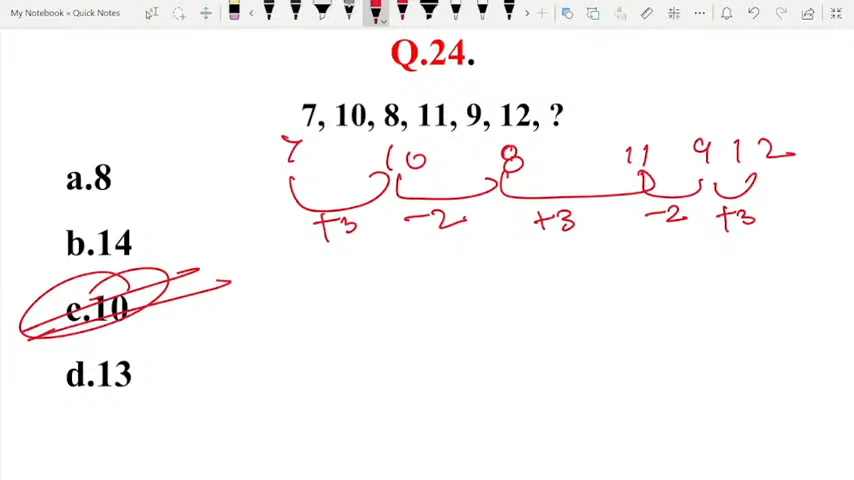 My Notebook » Quick Notes
Q.24.
7, 10, 8, 11, 9, 12, ?
7 10 8 11 9 12
+3 -2 +3 -2 +3
a.8
b.14
c.10
d.13